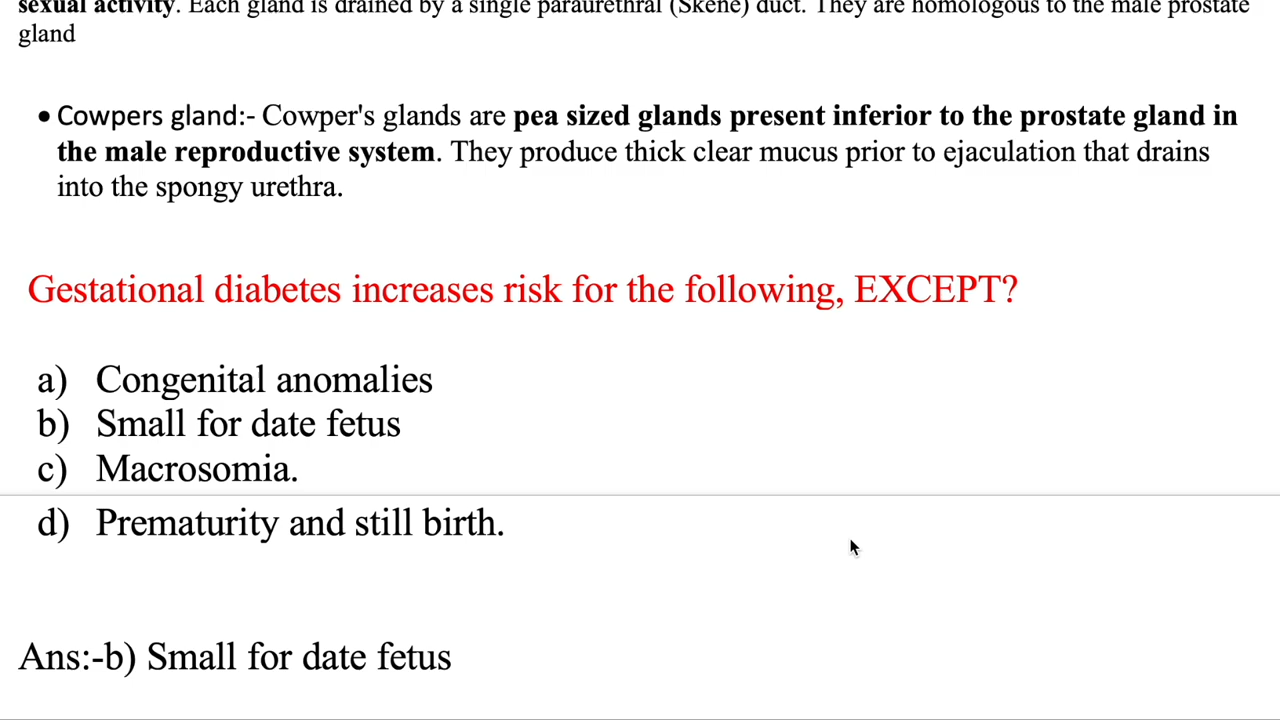 sexual activity. Each gland is drained by a single paraurethral (Skene) duct. They are homologous to the male prostate
gland
• Cowpers gland:- Cowper's glands are pea sized glands present inferior to the prostate gland in
the male reproductive system. They produce thick clear mucus prior to ejaculation that drains
into the spongy urethra.
Gestational diabetes increases risk for the following, EXCEPT?
a) Congenital anomalies
b) Small for date fetus
c) Macrosomia.
d) Prematurity and still birth.
Ans:-b) Small for date fetus